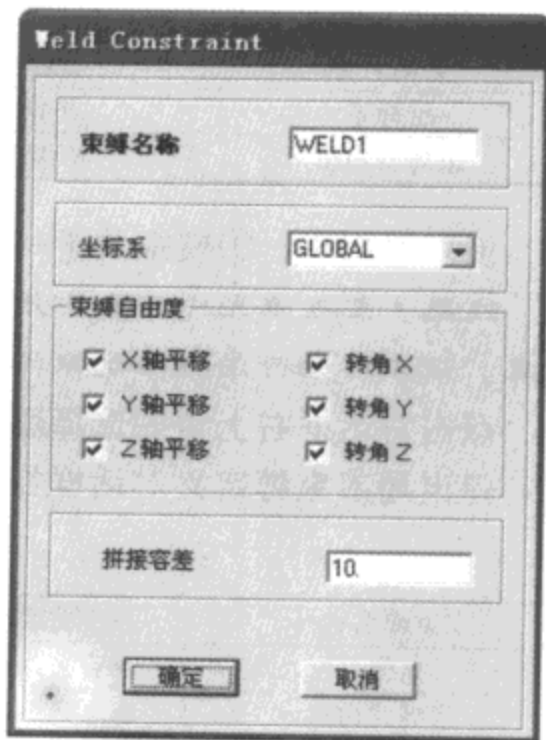 Weld Constraint
束缚名称 WELD1
坐标系 GLOBAL
束缚自由度
X轴平移 转角X
Y轴平移 转角Y
Z轴平移 转角Z
拼接容差 10.
确定 取消